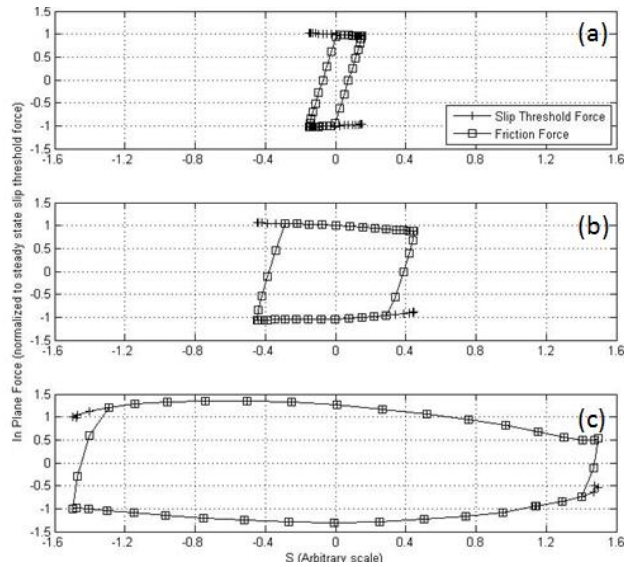 (a)
1.5
1
0.5
0
-0.5
-1
-1.5
-1.6 -1.2 -0.8 -0.4 0 0.4 0.8 1.2 1.6
Slip Threshold Force
Friction Force
(b)
1.5
1
0.5
0
-0.5
-1
-1.5
-1.6 -1.2 -0.8 -0.4 0 0.4 0.8 1.2 1.6
(c)
1.5
1
0.5
0
-0.5
-1
-1.5
-1.6 -1.2 -0.8 -0.4 0 0.4 0.8 1.2 1.6
S (Arbitrary scale)
In Plane Force (normalized to steady state slip threshold force)